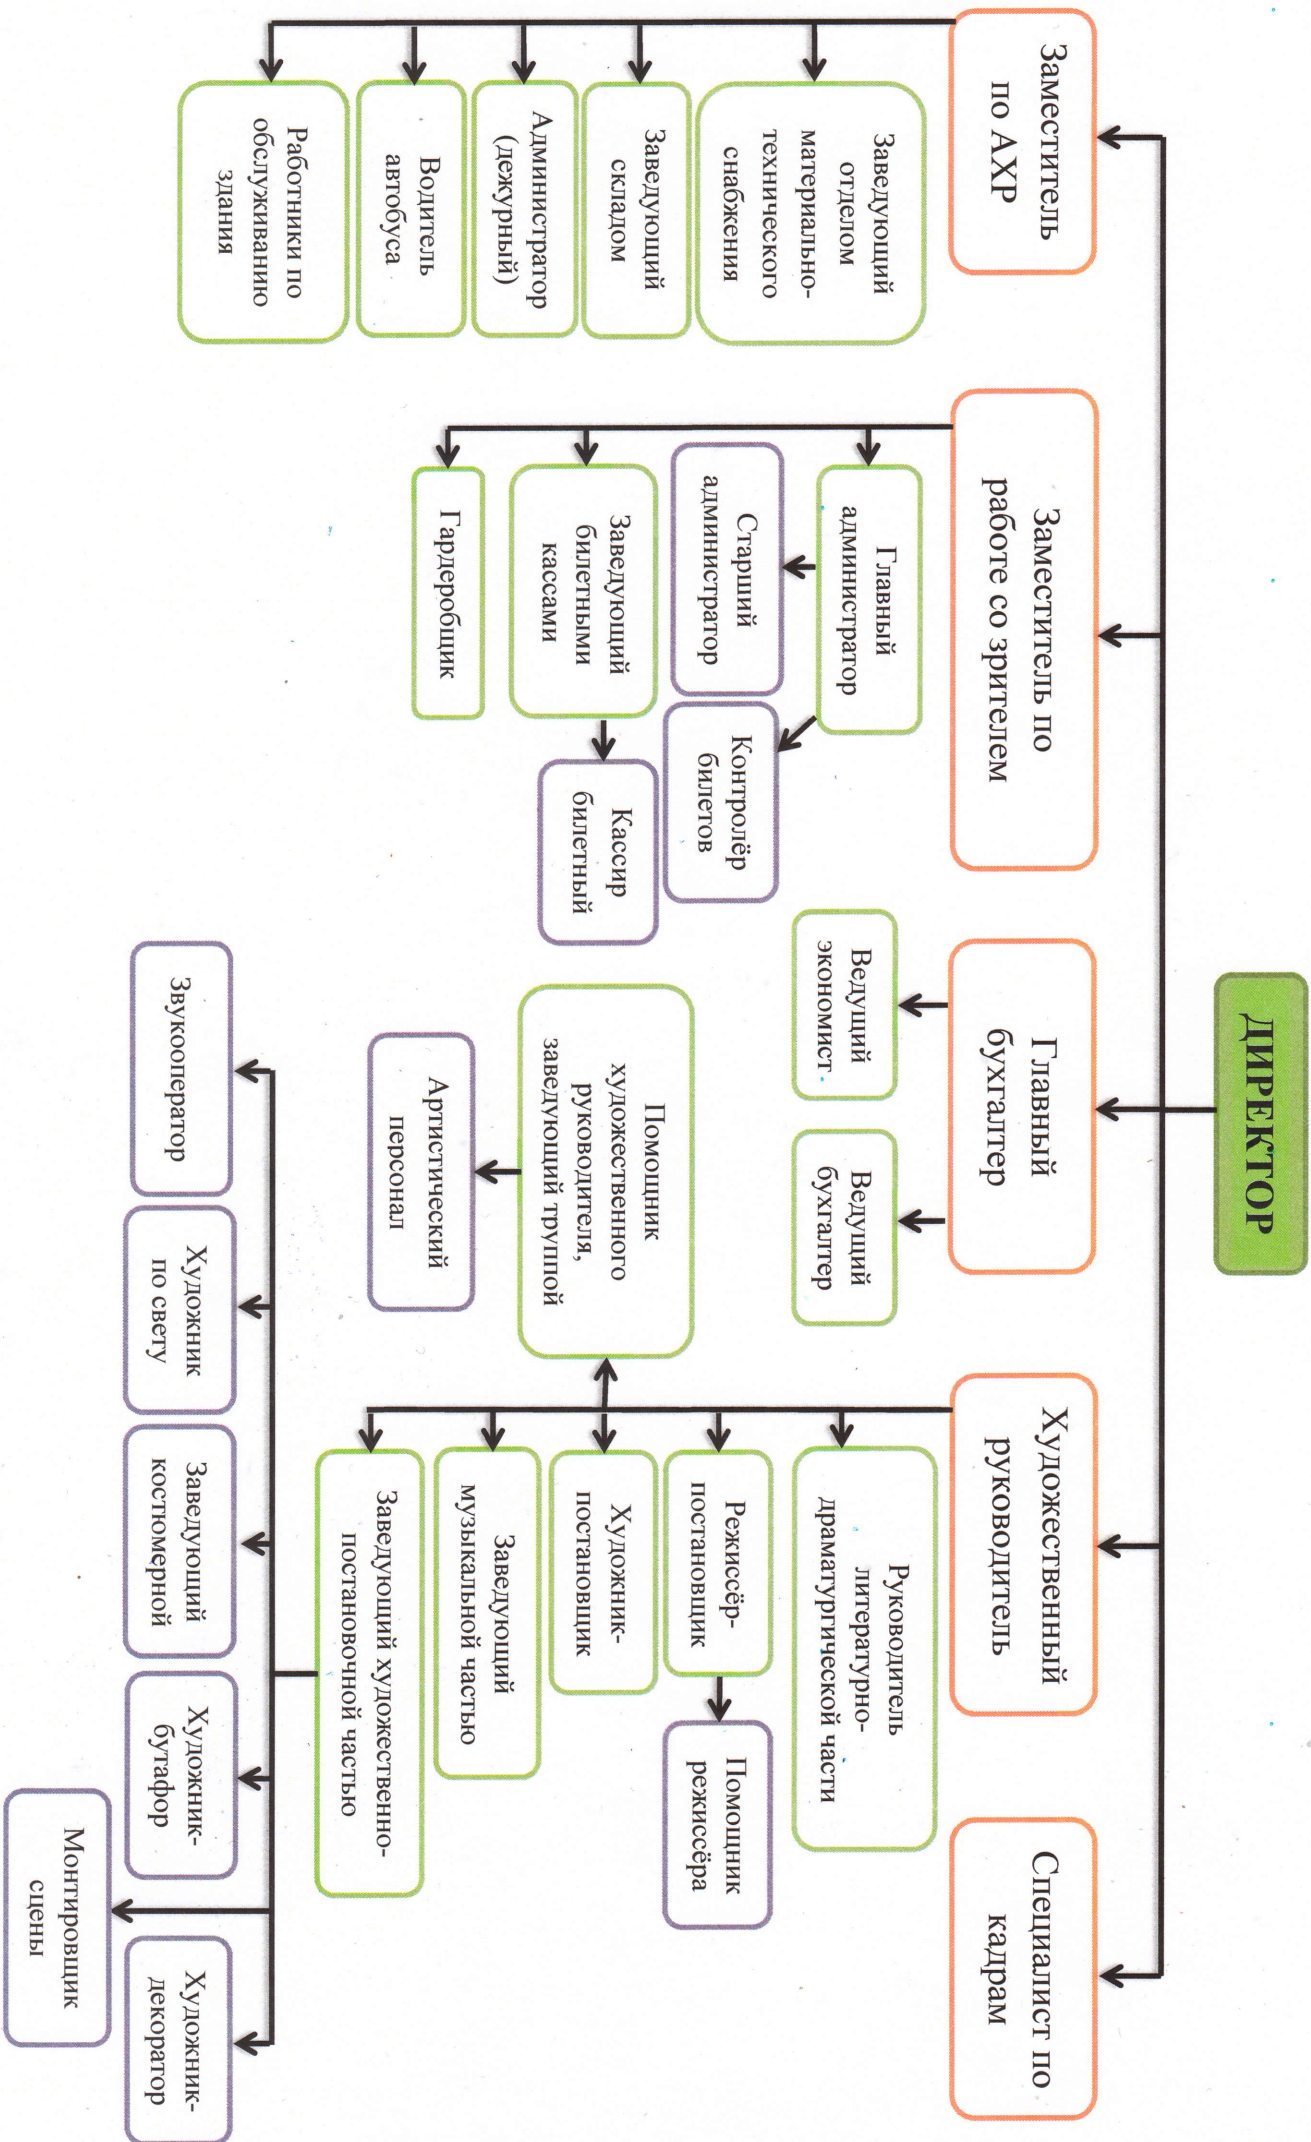 ДИРЕКТОР
Заместитель
по АХР
Заместитель по
работе со зрителем
Главный
бухгалтер
Художественный
руководитель
Специалист по
кадрам
Заведующий
отделом
материально-
технического
снабжения
Заведующий
складом
Администратор
(дежурный)
Водитель
автобуса
Работники по
обслуживанию
здания
Главный
администратор
Старший
администратор
Контролёр
билетов
Заведующий
билетными
кассами
Кассир
билетный
Гардеробщик
Ведущий
экономист
Ведущий
бухгалтер
Помощник
художественного
руководителя,
заведующий труппой
Артистический
персонал
Руководитель
литературно-
драматургической части
Режиссёр-
постановщик
Помощник
режиссёра
Художник-
постановщик
Заведующий
музыкальной частью
Заведующий художественно-
постановочной частью
Звукооператор
Художник
по свету
Заведующий
костюмерной
Художник-
бутафор
Монтировщик
сцены
Художник-
декоратор